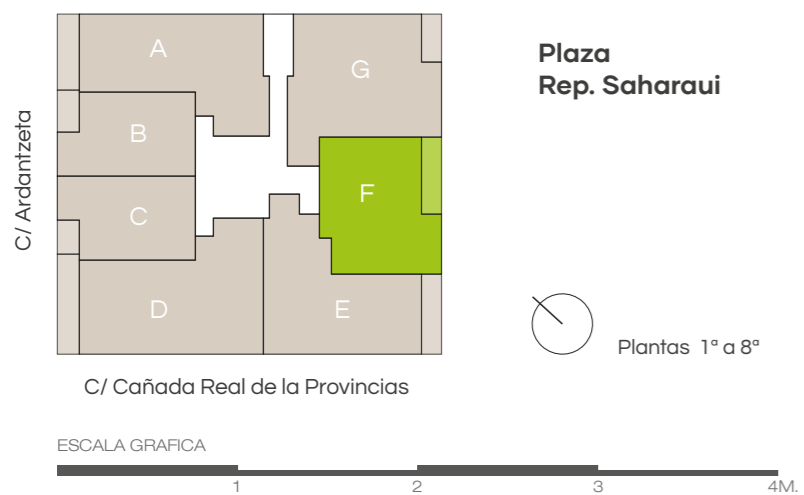 A
G
Plaza
Rep. Saharaui
B
C/ Ardantzeta
F
C
D
E
Plantas 1ª a 8ª
C/ Cañada Real de la Provincias
ESCALA GRAFICA
1 2 3 4M.